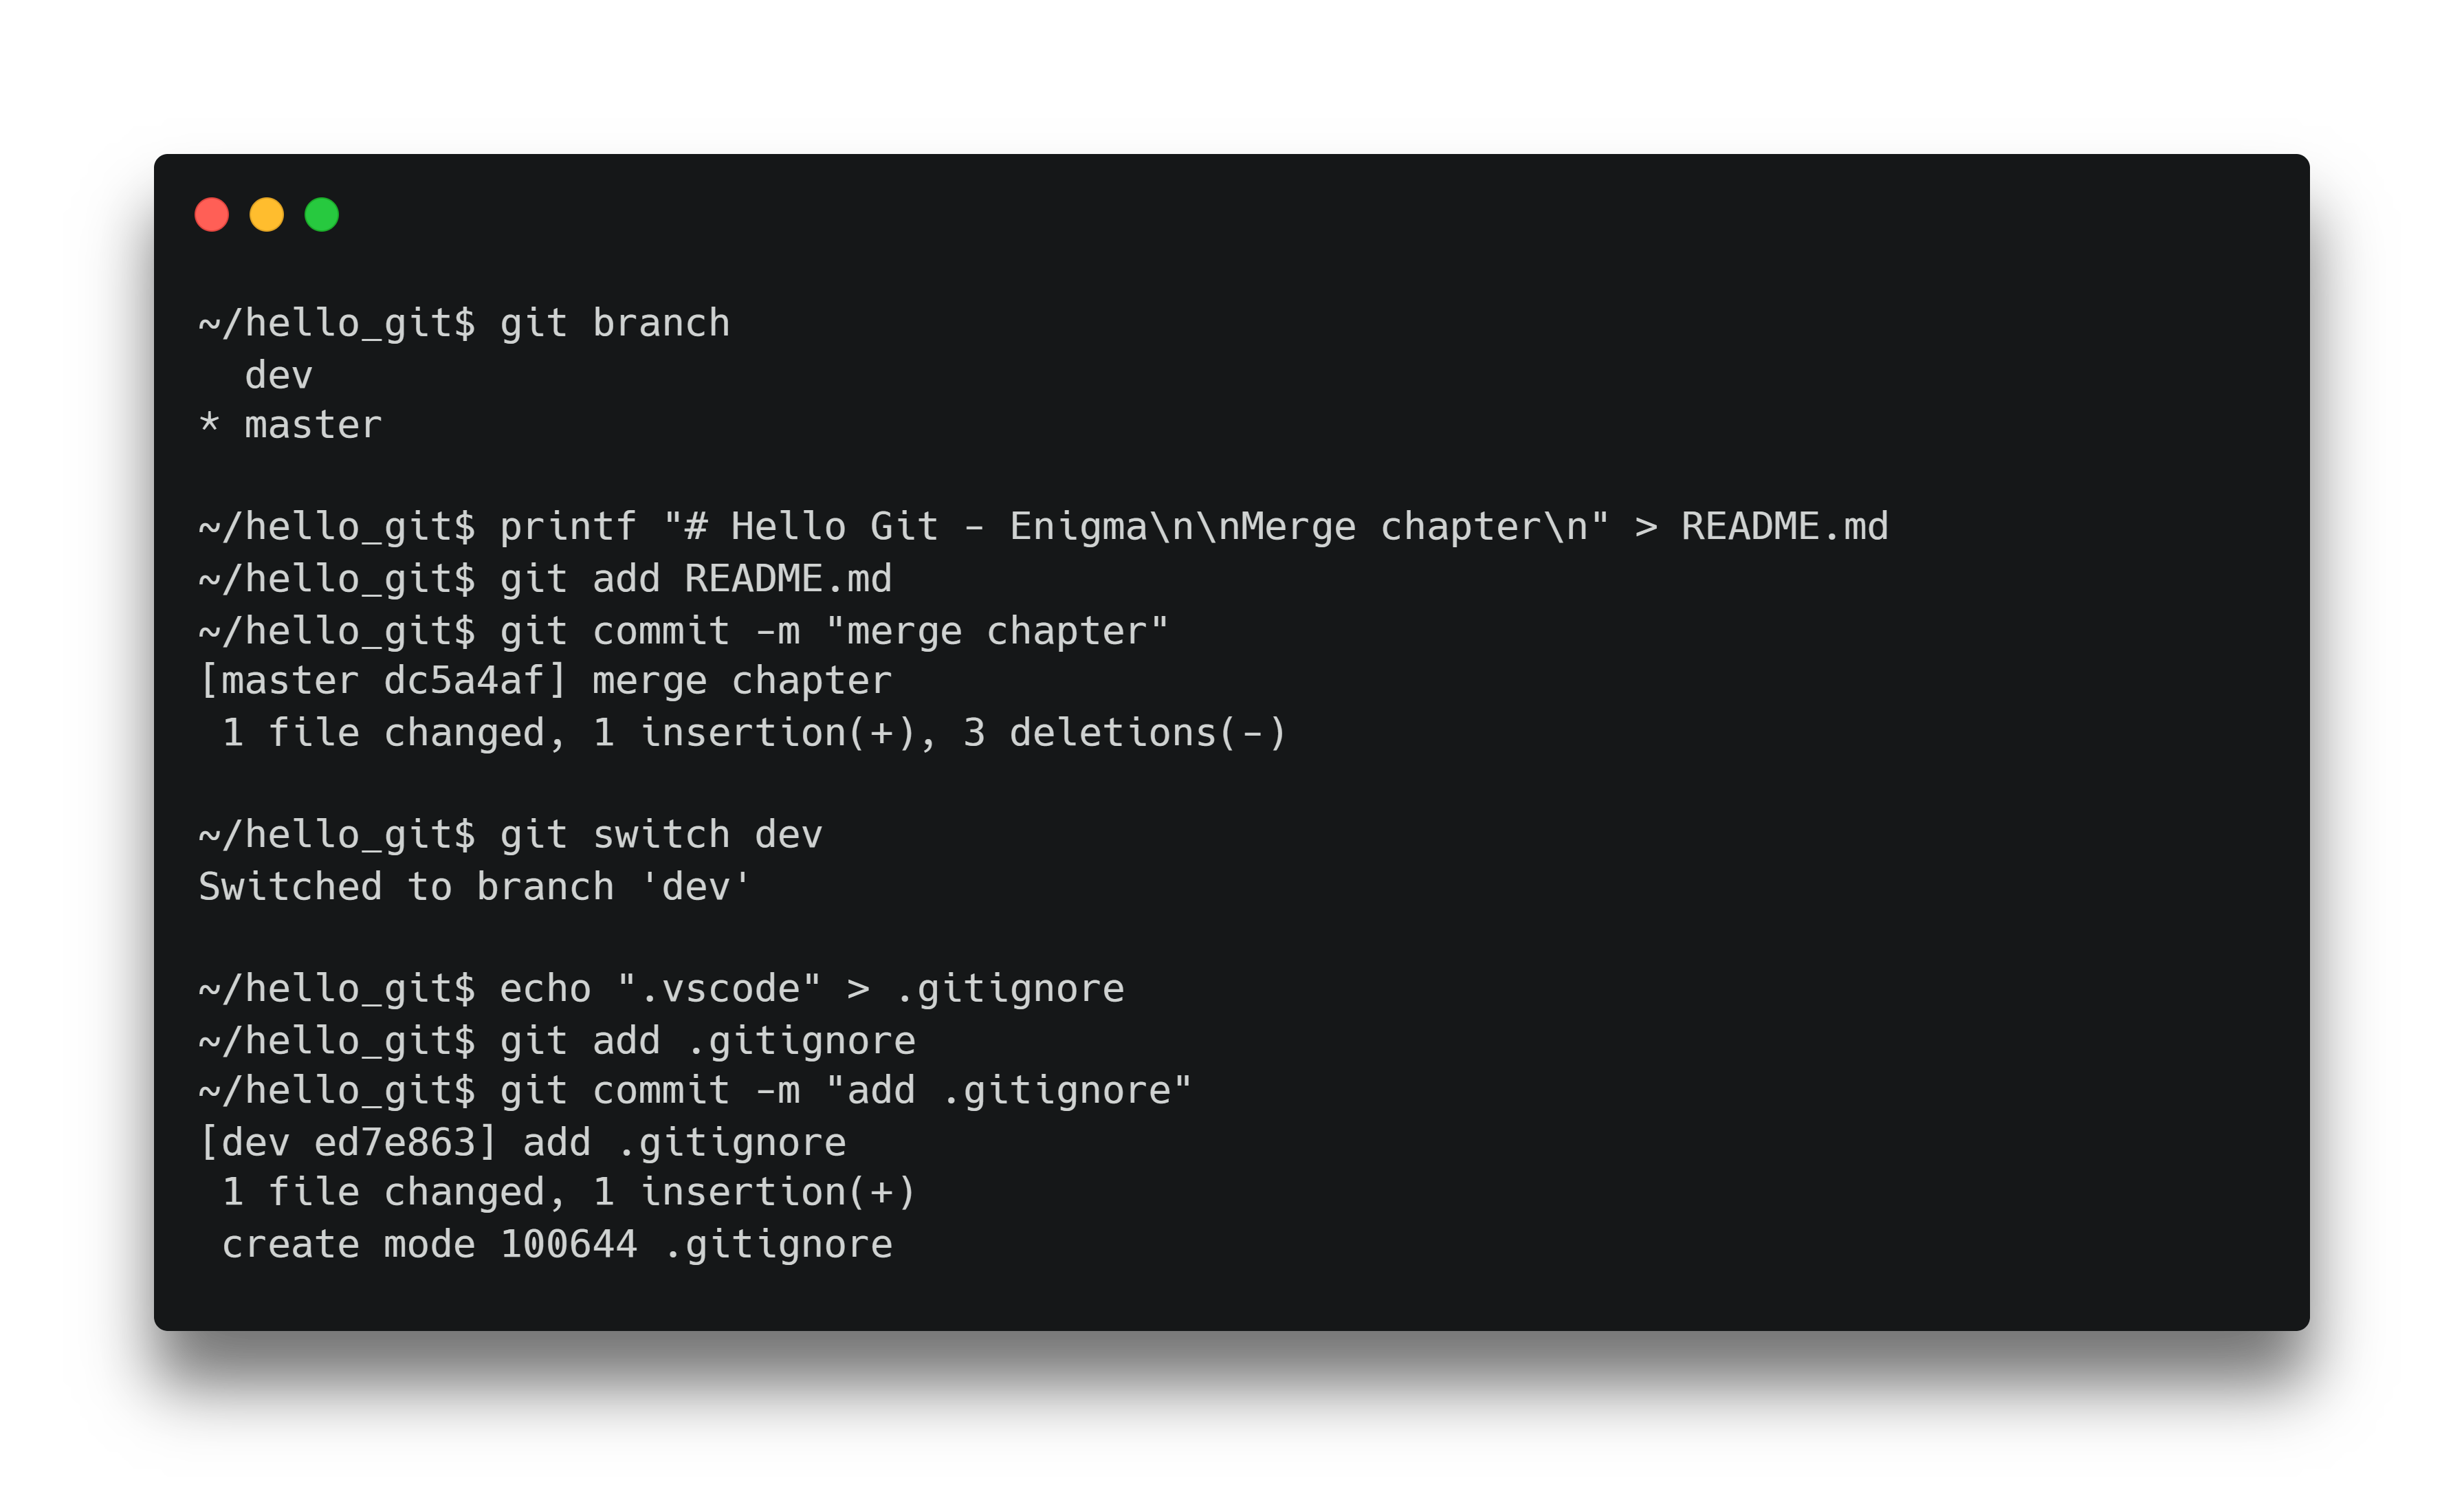 ~/hello_git$ git branch
  dev
* master

~/hello_git$ printf "# Hello Git - Enigma\n\nMerge chapter\n" > README.md
~/hello_git$ git add README.md
~/hello_git$ git commit -m "merge chapter"
[master dc5a4af] merge chapter
 1 file changed, 1 insertion(+), 3 deletions(-)

~/hello_git$ git switch dev
Switched to branch 'dev'

~/hello_git$ echo ".vscode" > .gitignore
~/hello_git$ git add .gitignore
~/hello_git$ git commit -m "add .gitignore"
[dev ed7e863] add .gitignore
 1 file changed, 1 insertion(+)
 create mode 100644 .gitignore